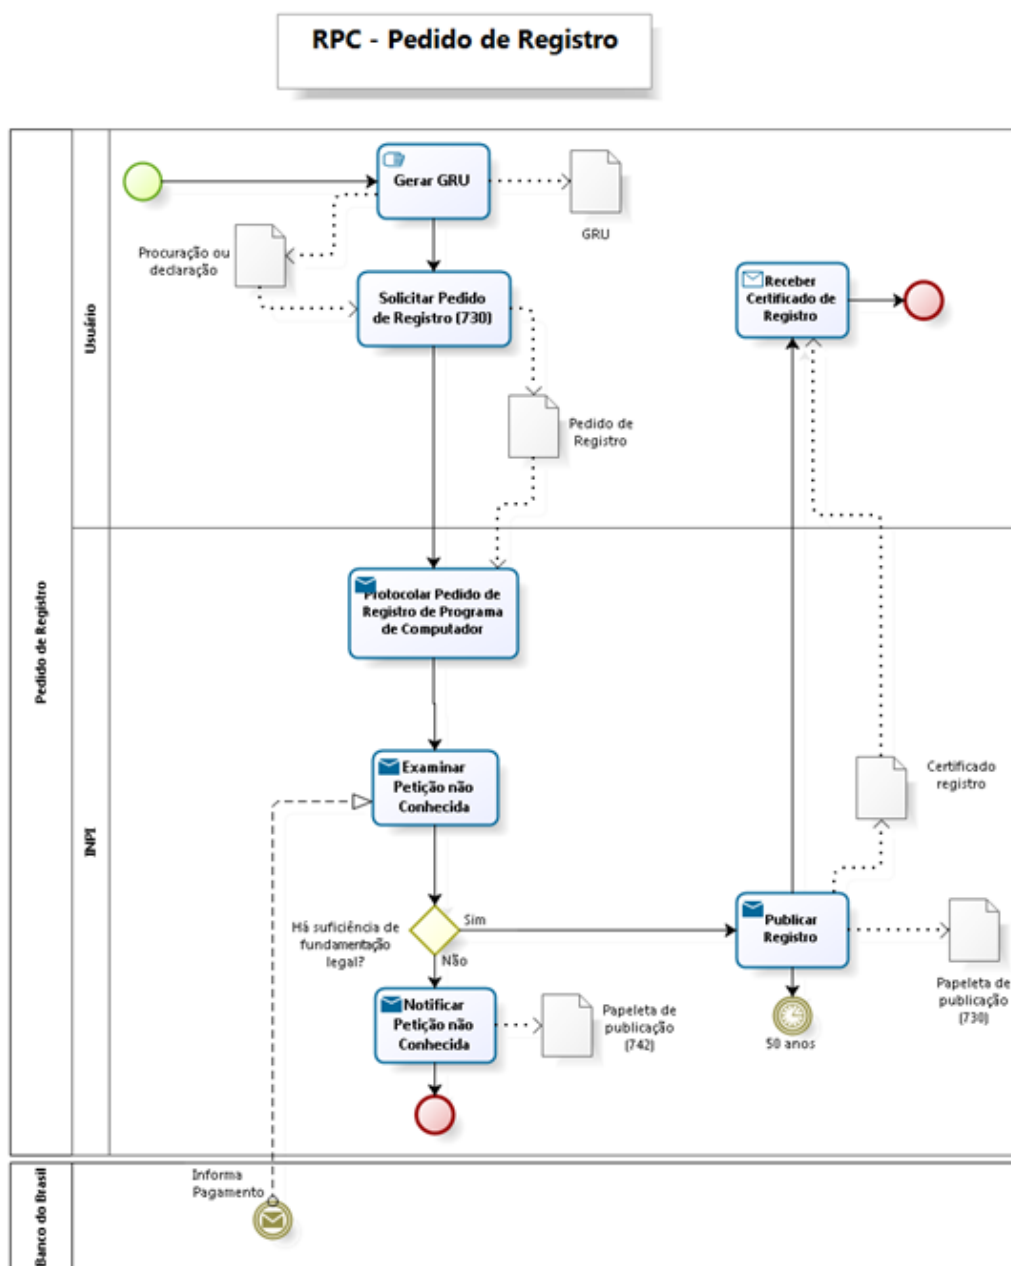 RPC - Pedido de Registro
Pedido de Registro
Usuário
Gerar GRU
GRU
Procuração ou
declaração
Solicitar Pedido
de Registro (730)
Pedido de
Registro
Receber
Certificado de
Registro
INPI
Protocolar Pedido de
Registro de Programa
de Computador
Examinar
Petição não
Conhecida
Certificado
registro
Há suficiência de
fundamentação
legal?
Sim
Não
Publicar
Registro
Papeleta de
publicação
(730)
50 anos
Notificar
Petição não
Conhecida
Papeleta de
publicação
(742)
Banco do Brasil
Informa
Pagamento